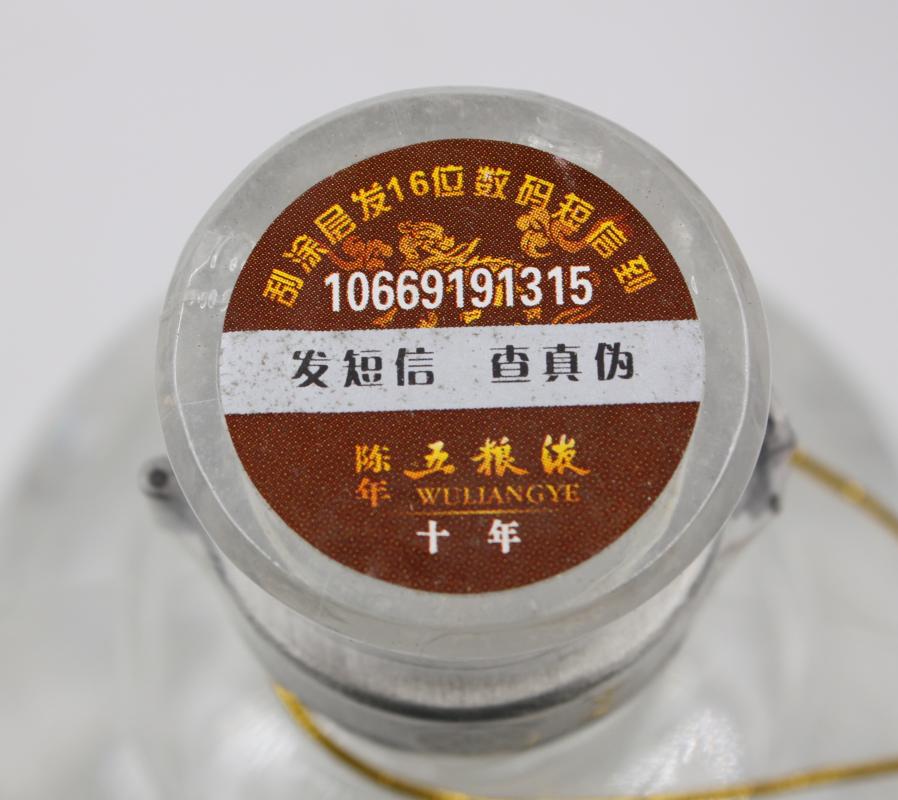 刮涂层发16位数码短信到
10669191315
发短信 查真伪
陈年 五粮液
WULIANGYE
十年